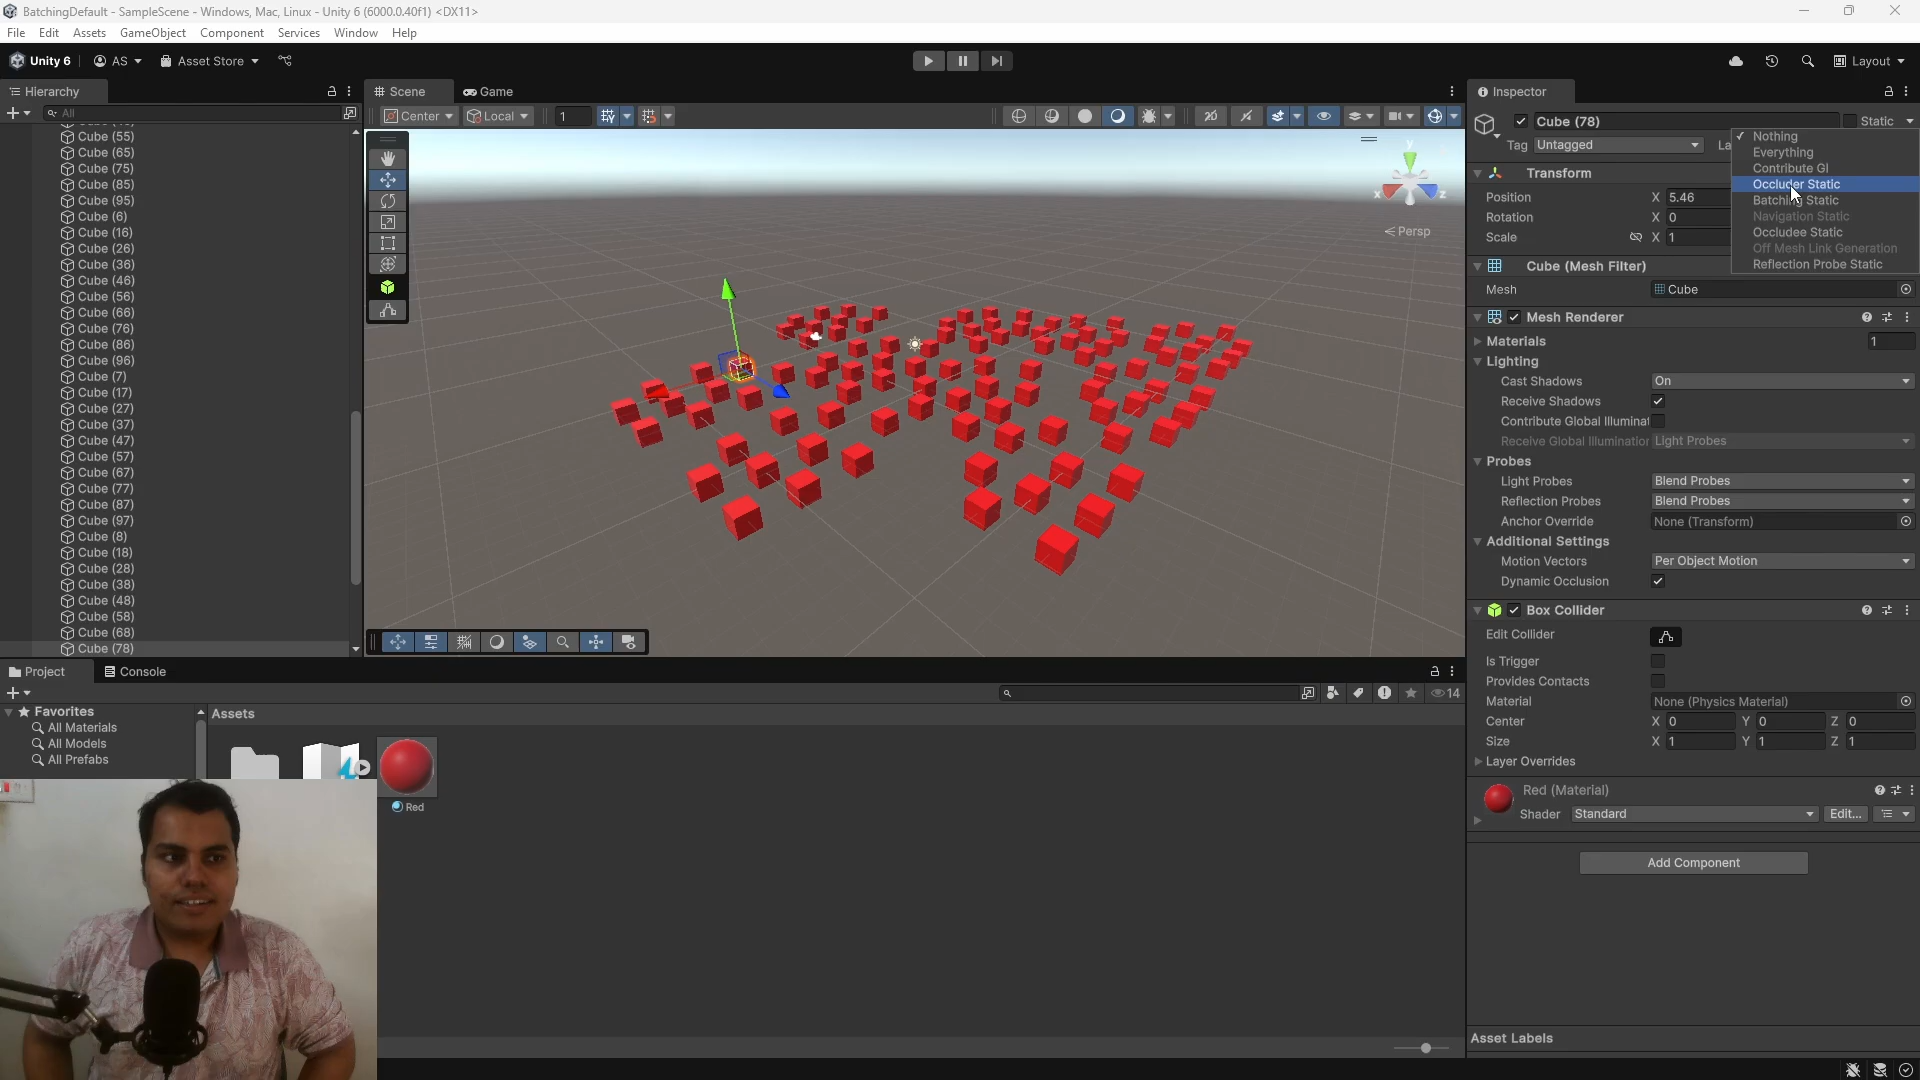 BatchingDefault - SampleScene - Windows, Mac, Linux - Unity 6 (6000.0.40f1) <DX11>
File Edit Assets GameObject Component Services Window Help
Unity 6 AS Asset Store Layout
Hierarchy
All
Cube (55)
Cube (65)
Cube (75)
Cube (85)
Cube (95)
Cube (6)
Cube (16)
Cube (26)
Cube (36)
Cube (46)
Cube (56)
Cube (66)
Cube (76)
Cube (86)
Cube (96)
Cube (7)
Cube (17)
Cube (27)
Cube (37)
Cube (47)
Cube (57)
Cube (67)
Cube (77)
Cube (87)
Cube (97)
Cube (8)
Cube (18)
Cube (28)
Cube (38)
Cube (48)
Cube (58)
Cube (68)
Cube (78)
Scene Game
Center Local 1 2D
y
x z
Persp
Inspector
Cube (78) Static
Tag Untagged La
Nothing
Everything
Contribute GI
Occluder Static
Batching Static
Navigation Static
Occludee Static
Off Mesh Link Generation
Reflection Probe Static
Transform
Position X 5.46
Rotation X 0
Scale X 1
Cube (Mesh Filter)
Mesh Cube
Mesh Renderer
Materials 1
Lighting
Cast Shadows On
Receive Shadows
Contribute Global Illuminat
Receive Global Illumination Light Probes
Probes
Light Probes Blend Probes
Reflection Probes Blend Probes
Anchor Override None (Transform)
Additional Settings
Motion Vectors Per Object Motion
Dynamic Occlusion
Box Collider
Edit Collider
Is Trigger
Provides Contacts
Material None (Physics Material)
Center X 0 Y 0 Z 0
Size X 1 Y 1 Z 1
Layer Overrides
Red (Material)
Shader Standard Edit...
Add Component
Asset Labels
Project Console
14
Favorites
All Materials
All Models
All Prefabs
Assets
Red